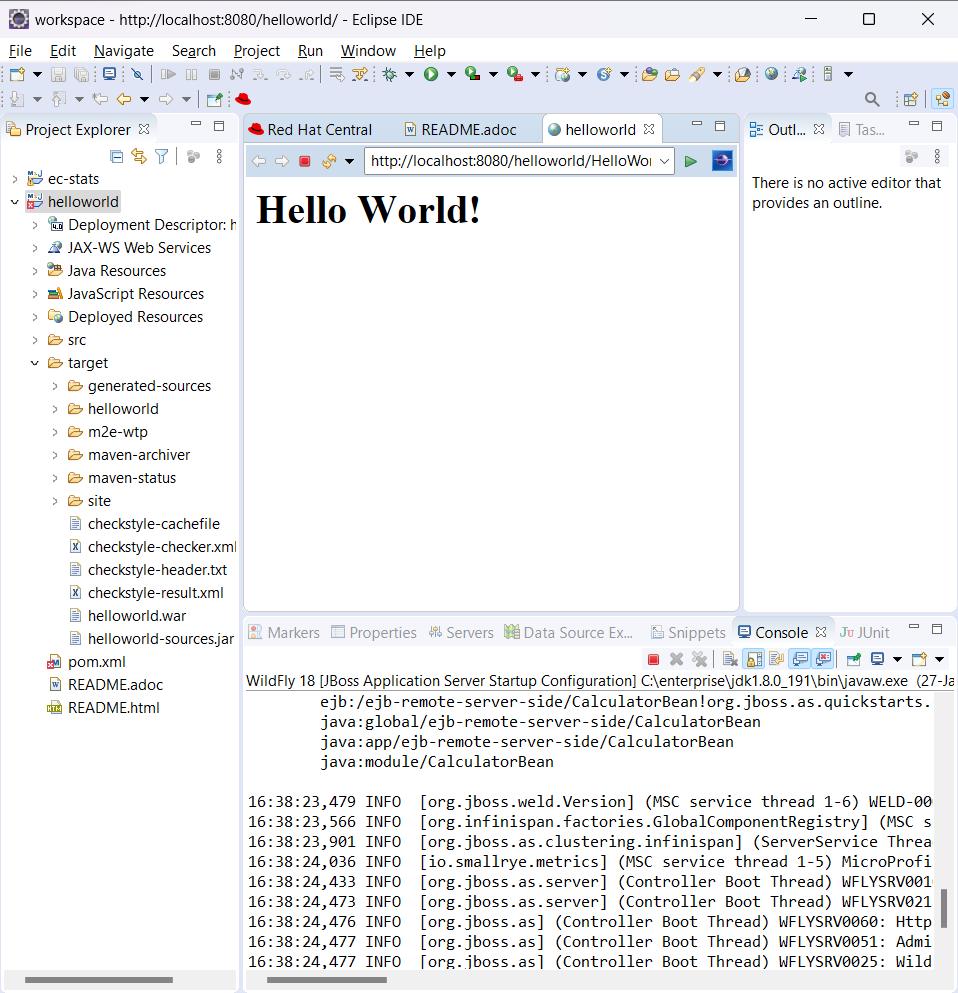 workspace - http://localhost:8080/helloworld/ - Eclipse IDE
File Edit Navigate Search Project Run Window Help
Project Explorer
ec-stats
helloworld
Deployment Descriptor: h
JAX-WS Web Services
Java Resources
JavaScript Resources
Deployed Resources
src
target
generated-sources
helloworld
m2e-wtp
maven-archiver
maven-status
site
checkstyle-cachefile
checkstyle-checker.xml
checkstyle-header.txt
checkstyle-result.xml
helloworld.war
helloworld-sources.jar
pom.xml
README.adoc
README.html
Red Hat Central README.adoc helloworld
http://localhost:8080/helloworld/HelloWor
Hello World!
Outl... Tas...
There is no active editor that
provides an outline.
Markers Properties Servers Data Source Ex... Snippets Console JUnit
WildFly 18 [JBoss Application Server Startup Configuration] C:\enterprise\jdk1.8.0_191\bin\javaw.exe (27-Ja
ejb:/ejb-remote-server-side/CalculatorBean!org.jboss.as.quickstarts.
java:global/ejb-remote-server-side/CalculatorBean
java:app/ejb-remote-server-side/CalculatorBean
java:module/CalculatorBean
16:38:23,479 INFO [org.jboss.weld.Version] (MSC service thread 1-6) WELD-00
16:38:23,566 INFO [org.infinispan.factories.GlobalComponentRegistry] (MSC s
16:38:23,901 INFO [org.jboss.as.clustering.infinispan] (ServerService Threa
16:38:24,036 INFO [io.smallrye.metrics] (MSC service thread 1-5) MicroProfi
16:38:24,433 INFO [org.jboss.as.server] (Controller Boot Thread) WFLYSRV001
16:38:24,473 INFO [org.jboss.as.server] (Controller Boot Thread) WFLYSRV021
16:38:24,476 INFO [org.jboss.as] (Controller Boot Thread) WFLYSRV0060: Http
16:38:24,477 INFO [org.jboss.as] (Controller Boot Thread) WFLYSRV0051: Admi
16:38:24,477 INFO [org.jboss.as] (Controller Boot Thread) WFLYSRV0025: Wild